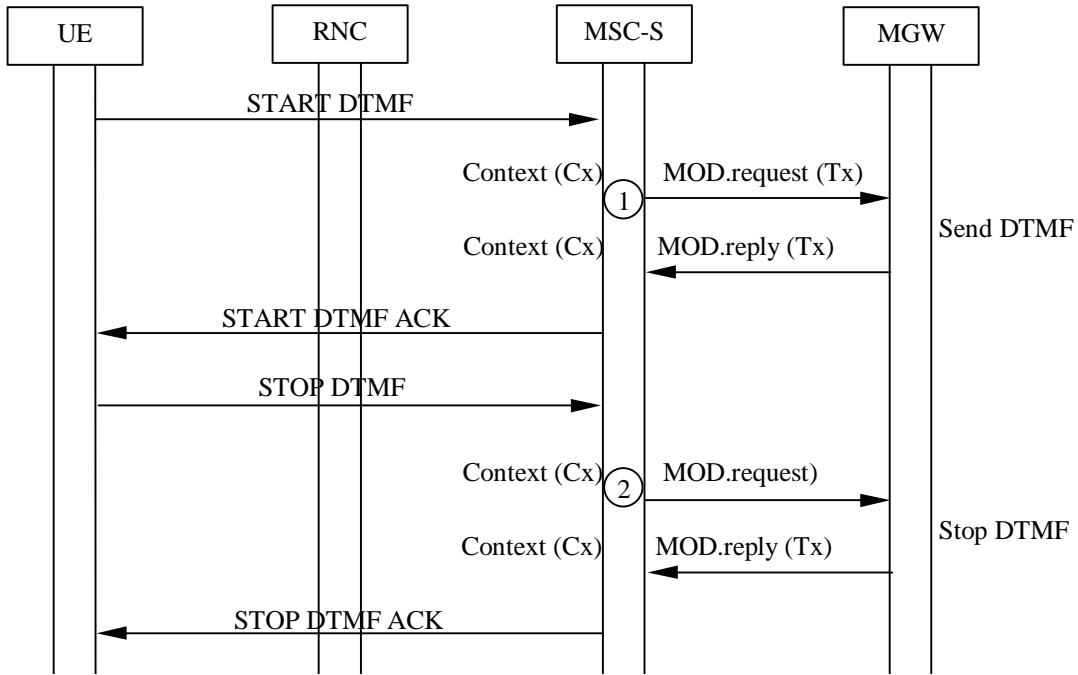 UE RNC MSC-S MGW
START DTMF
Context (Cx) MOD.request (Tx)
1
Send DTMF
Context (Cx) MOD.reply (Tx)
START DTMF ACK
STOP DTMF
Context (Cx) MOD.request)
2
Stop DTMF
Context (Cx) MOD.reply (Tx)
STOP DTMF ACK